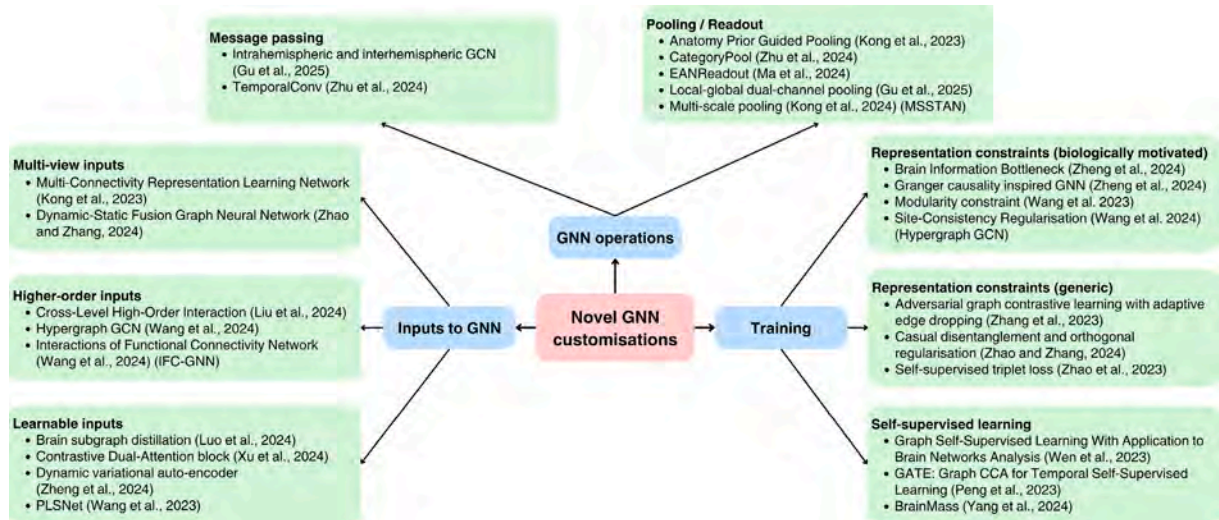 Message passing
• Intrahemispheric and interhemispheric GCN
(Gu et al., 2025)
• TemporalConv (Zhu et al., 2024)
Pooling / Readout
• Anatomy Prior Guided Pooling (Kong et al., 2023)
• CategoryPool (Zhu et al., 2024)
• EANReadout (Ma et al., 2024)
• Local-global dual-channel pooling (Gu et al., 2025)
• Multi-scale pooling (Kong et al., 2024) (MSSTAN)
Multi-view inputs
• Multi-Connectivity Representation Learning Network
(Kong et al., 2023)
• Dynamic-Static Fusion Graph Neural Network (Zhao
and Zhang, 2024)
Higher-order inputs
• Cross-Level High-Order Interaction (Liu et al., 2024)
• Hypergraph GCN (Wang et al., 2024)
• Interactions of Functional Connectivity Network
(Wang et al., 2024) (IFC-GNN)
Learnable inputs
• Brain subgraph distillation (Luo et al., 2024)
• Contrastive Dual-Attention block (Xu et al., 2024)
• Dynamic variational auto-encoder
(Zheng et al., 2024)
• PLSNet (Wang et al., 2023)
GNN operations
Inputs to GNN
Novel GNN
customisations
Training
Representation constraints (biologically motivated)
• Brain Information Bottleneck (Zheng et al., 2024)
• Granger causality inspired GNN (Zheng et al., 2024)
• Modularity constraint (Wang et al. 2023)
• Site-Consistency Regularisation (Wang et al. 2024)
(Hypergraph GCN)
Representation constraints (generic)
• Adversarial graph contrastive learning with adaptive
edge dropping (Zhang et al., 2023)
• Casual disentanglement and orthogonal
regularisation (Zhao and Zhang, 2024)
• Self-supervised triplet loss (Zhao et al., 2023)
Self-supervised learning
• Graph Self-Supervised Learning With Application to
Brain Networks Analysis (Wen et al., 2023)
• GATE: Graph CCA for Temporal Self-Supervised
Learning (Peng et al., 2023)
• BrainMass (Yang et al., 2024)